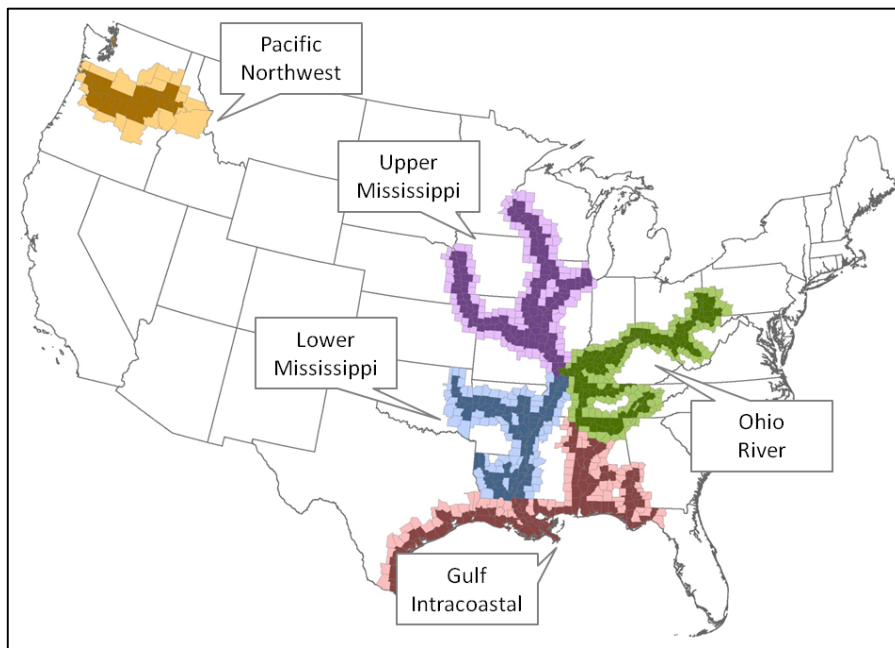 Pacific
Northwest
Upper
Mississippi
Lower
Mississippi
Ohio
River
Gulf
Intracoastal